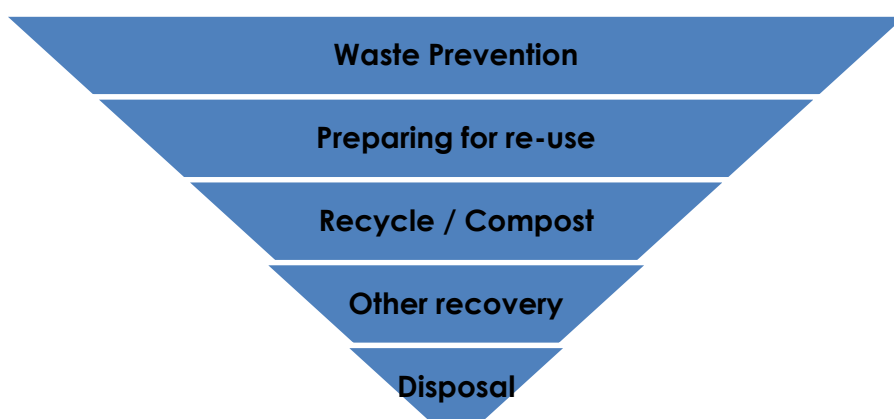 Waste Prevention
Preparing for re-use
Recycle / Compost
Other recovery
Disposal